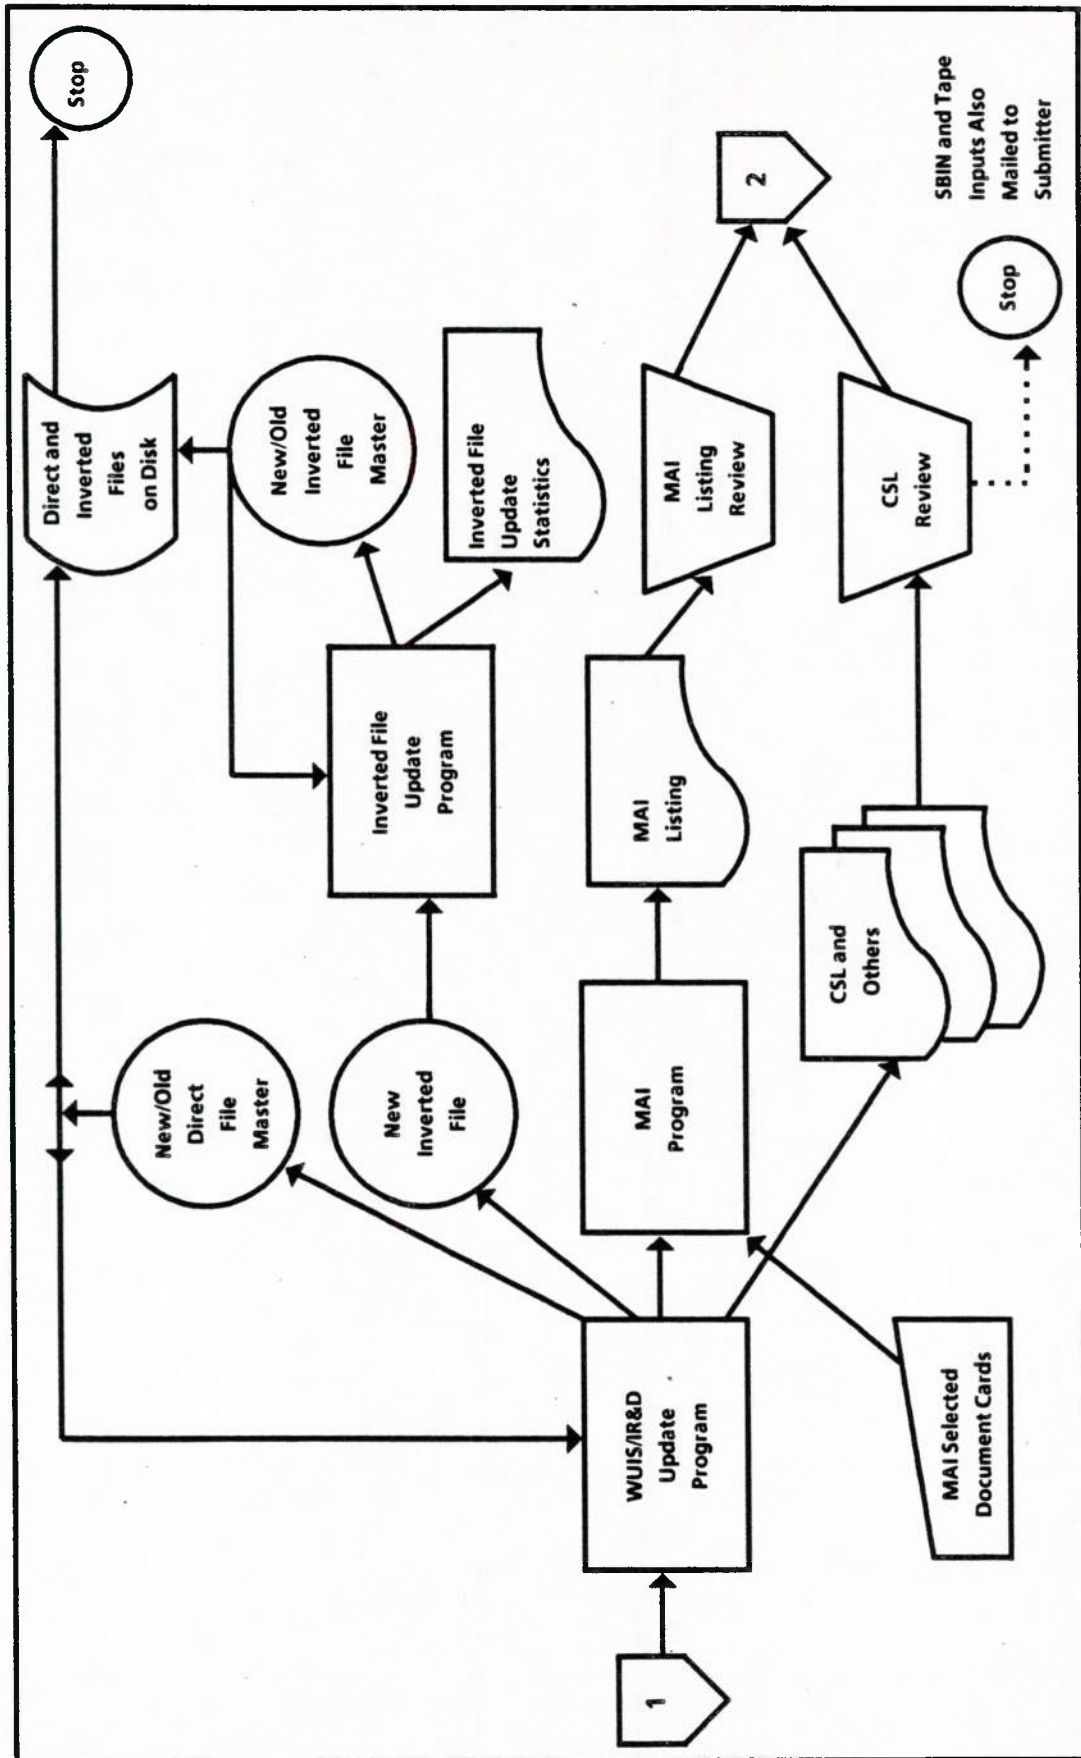 1
WUIS/IR&D
Update
Program
MAI Selected
Document Cards
New/Old
Direct
File
Master
New
Inverted
File
MAI
Program
CSL and
Others
Inverted File
Update
Program
MAI
Listing
Direct and
Inverted
Files
on Disk
New/Old
Inverted
File
Master
Inverted File
Update
Statistics
MAI
Listing
Review
CSL
Review
Stop
2
Stop
SBIN and Tape
Inputs Also
Mailed to
Submitter